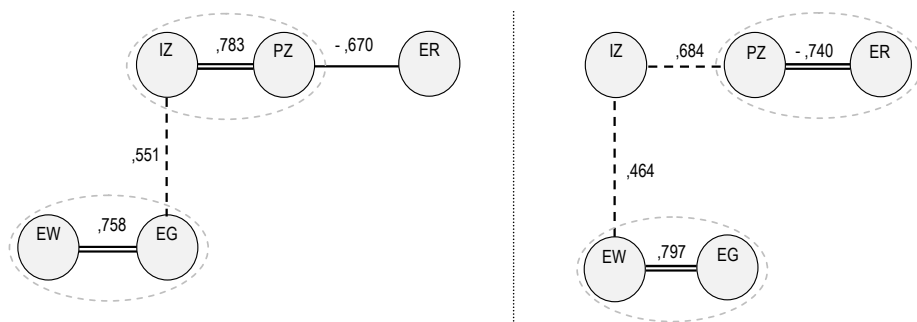 IZ ,783 PZ - ,670 ER
,551
EW ,758 EG
IZ ,684 PZ - ,740 ER
,464
EW ,797 EG